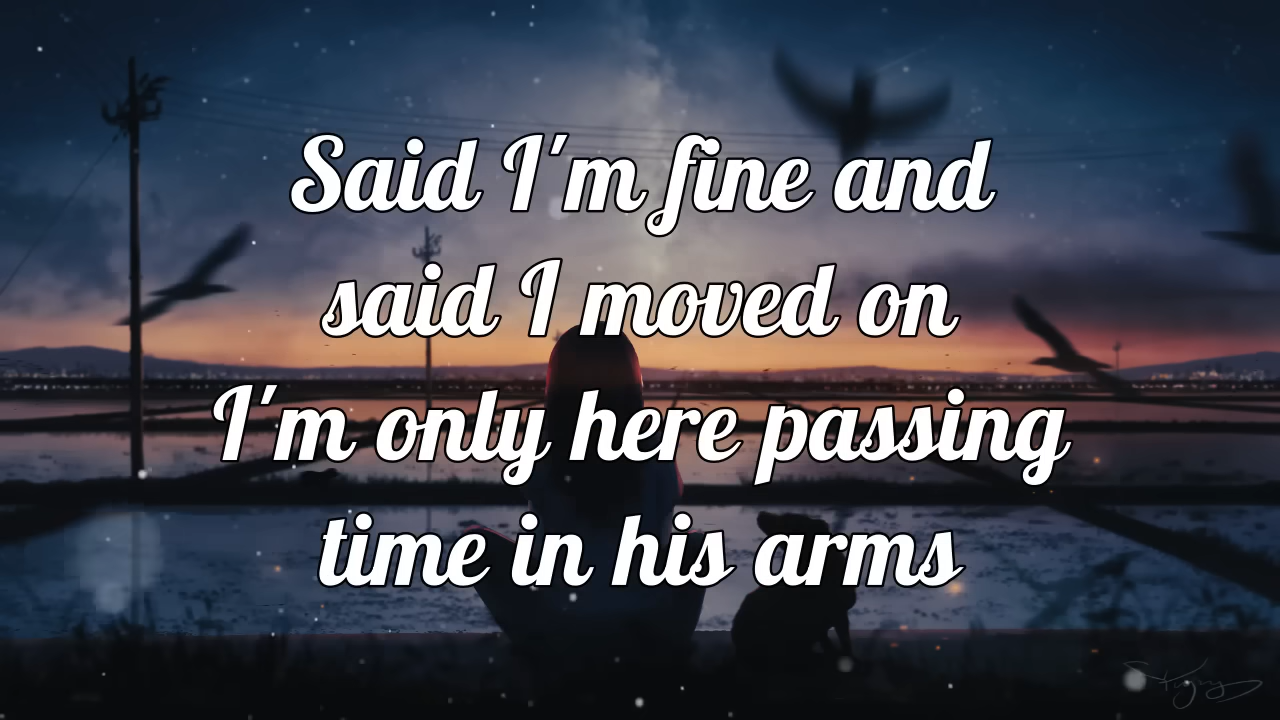 Said I'm fine and
said I moved on
I'm only here passing
time in his arms